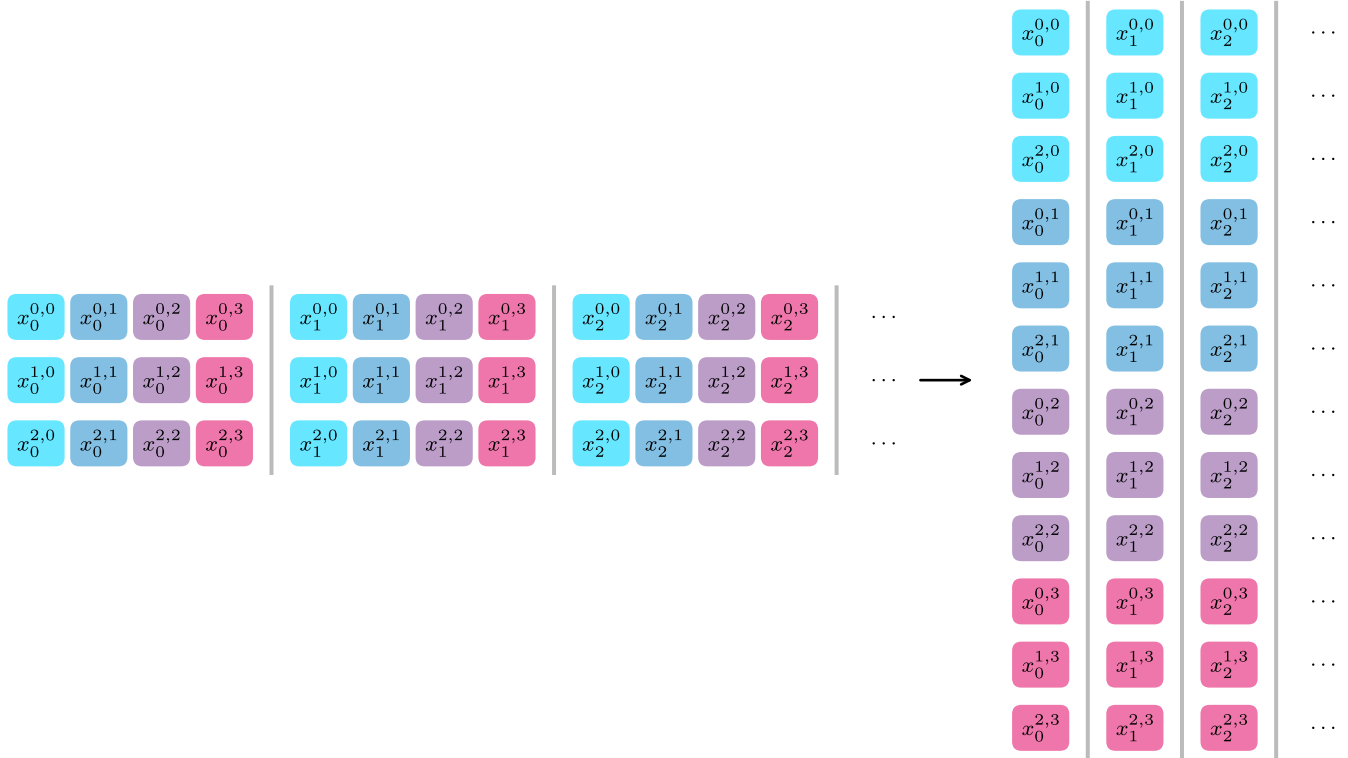 x_0^{0,0} x_1^{0,0} x_2^{0,0} ···
x_0^{1,0} x_1^{1,0} x_2^{1,0} ···
x_0^{2,0} x_1^{2,0} x_2^{2,0} ···
x_0^{0,1} x_1^{0,1} x_2^{0,1} ···
x_0^{1,1} x_1^{1,1} x_2^{1,1} ···
x_0^{0,0} x_0^{0,1} x_0^{0,2} x_0^{0,3} x_1^{0,0} x_1^{0,1} x_1^{0,2} x_1^{0,3} x_2^{0,0} x_2^{0,1} x_2^{0,2} x_2^{0,3} ···
x_0^{1,0} x_0^{1,1} x_0^{1,2} x_0^{1,3} x_1^{1,0} x_1^{1,1} x_1^{1,2} x_1^{1,3} x_2^{1,0} x_2^{1,1} x_2^{1,2} x_2^{1,3} ··· →
x_0^{2,0} x_0^{2,1} x_0^{2,2} x_0^{2,3} x_1^{2,0} x_1^{2,1} x_1^{2,2} x_1^{2,3} x_2^{2,0} x_2^{2,1} x_2^{2,2} x_2^{2,3} ···
x_0^{2,1} x_1^{2,1} x_2^{2,1} ···
x_0^{0,2} x_1^{0,2} x_2^{0,2} ···
x_0^{1,2} x_1^{1,2} x_2^{1,2} ···
x_0^{2,2} x_1^{2,2} x_2^{2,2} ···
x_0^{0,3} x_1^{0,3} x_2^{0,3} ···
x_0^{1,3} x_1^{1,3} x_2^{1,3} ···
x_0^{2,3} x_1^{2,3} x_2^{2,3} ···